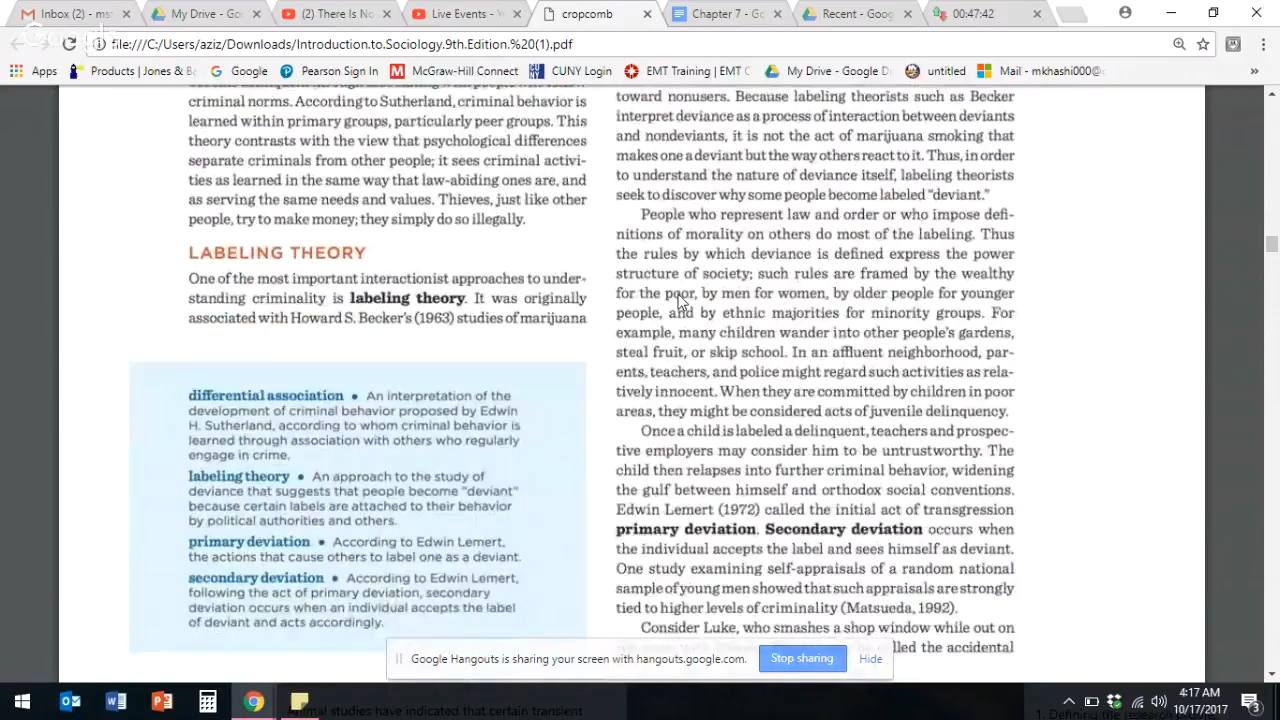 Inbox (2) - ms
My Drive - Go
(2) There Is No
Live Events - Y
cropcomb
Chapter 7 - Go
Recent - Goog
00:47:42
file:///C:/Users/aziz/Downloads/Introduction.to.Sociology.9th.Edition.%20(1).pdf
Apps
Products | Jones & B
Google
Pearson Sign In
McGraw-Hill Connect
CUNY Login
EMT Training | EMT C
My Drive - Google D
untitled
Mail - mkhashi000@c
»
criminal norms. According to Sutherland, criminal behavior is
learned within primary groups, particularly peer groups. This
theory contrasts with the view that psychological differences
separate criminals from other people; it sees criminal activi-
ties as learned in the same way that law-abiding ones are, and
as serving the same needs and values. Thieves, just like other
people, try to make money; they simply do so illegally.
LABELING THEORY
One of the most important interactionist approaches to under-
standing criminality is labeling theory. It was originally
associated with Howard S. Becker's (1963) studies of marijuana
differential association • An interpretation of the
development of criminal behavior proposed by Edwin
H. Sutherland, according to whom criminal behavior is
learned through association with others who regularly
engage in crime.
labeling theory • An approach to the study of
deviance that suggests that people become "deviant"
because certain labels are attached to their behavior
by political authorities and others.
primary deviation • According to Edwin Lemert,
the actions that cause others to label one as a deviant.
secondary deviation • According to Edwin Lemert,
following the act of primary deviation, secondary
deviation occurs when an individual accepts the label
of deviant and acts accordingly.
toward nonusers. Because labeling theorists such as Becker
interpret deviance as a process of interaction between deviants
and nondeviants, it is not the act of marijuana smoking that
makes one a deviant but the way others react to it. Thus, in order
to understand the nature of deviance itself, labeling theorists
seek to discover why some people become labeled "deviant."
People who represent law and order or who impose defi-
nitions of morality on others do most of the labeling. Thus
the rules by which deviance is defined express the power
structure of society; such rules are framed by the wealthy
for the poor, by men for women, by older people for younger
people, and by ethnic majorities for minority groups. For
example, many children wander into other people's gardens,
steal fruit, or skip school. In an affluent neighborhood, par-
ents, teachers, and police might regard such activities as rela-
tively innocent. When they are committed by children in poor
areas, they might be considered acts of juvenile delinquency.
Once a child is labeled a delinquent, teachers and prospec-
tive employers may consider him to be untrustworthy. The
child then relapses into further criminal behavior, widening
the gulf between himself and orthodox social conventions.
Edwin Lemert (1972) called the initial act of transgression
primary deviation. Secondary deviation occurs when
the individual accepts the label and sees himself as deviant.
One study examining self-appraisals of a random national
sample of young men showed that such appraisals are strongly
tied to higher levels of criminality (Matsueda, 1992).
Consider Luke, who smashes a shop window while out on
called the accidental
Google Hangouts is sharing your screen with hangouts.google.com.
Stop sharing
Hide
4:17 AM
10/17/2017
3
Animal studies have indicated that certain transient